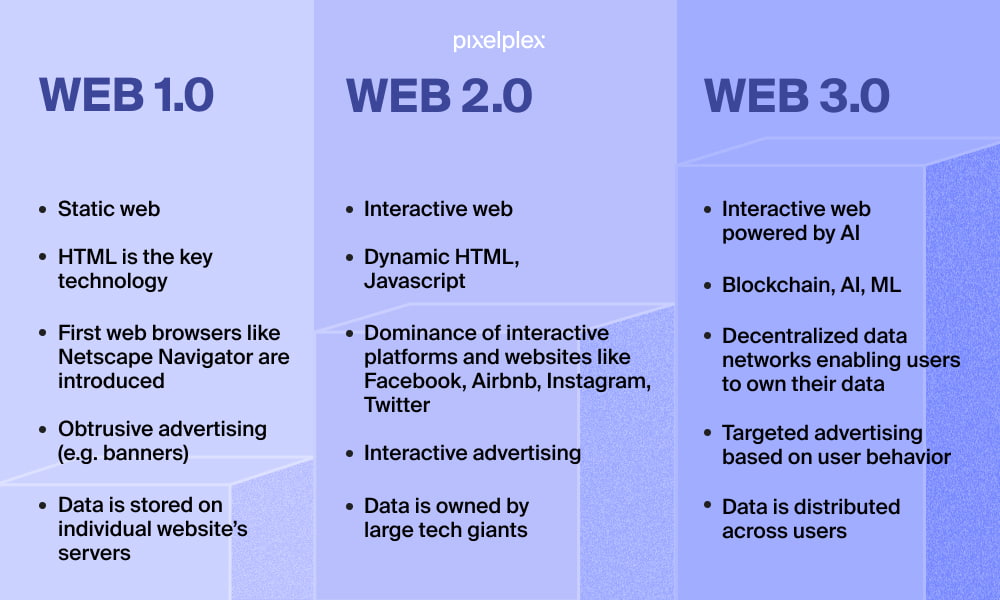 pixelplex
WEB 1.0
• Static web
• HTML is the key
technology
• First web browsers like
Netscape Navigator are
introduced
• Obtrusive advertising
(e.g. banners)
• Data is stored on
individual website’s
servers
WEB 2.0
• Interactive web
• Dynamic HTML,
Javascript
• Dominance of interactive
platforms and websites like
Facebook, Airbnb, Instagram,
Twitter
• Interactive advertising
• Data is owned by
large tech giants
WEB 3.0
• Interactive web
powered by AI
• Blockchain, AI, ML
• Decentralized data
networks enabling users
to own their data
• Targeted advertising
based on user behavior
• Data is distributed
across users